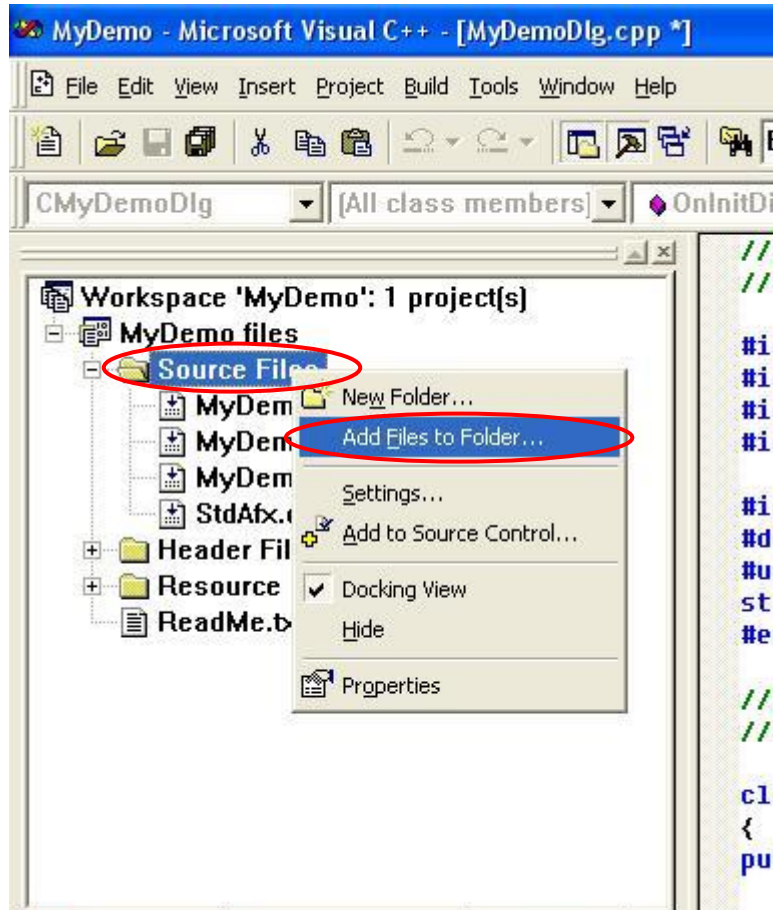 MyDemo - Microsoft Visual C++ - [MyDemoDlg.cpp *]
File Edit View Insert Project Build Tools Window Help
CMyDemoDlg [All class members] OnInitDi
Workspace 'MyDemo': 1 project(s)
MyDemo files
Source Files
MyDem
MyDem
MyDem
StdAfx.
Header Fil
Resource
ReadMe.tx
New Folder...
Add Files to Folder...
Settings...
Add to Source Control...
Docking View
Hide
Properties
//
//
#i
#i
#i
#i
#i
#d
#u
st
#e
//
//
cl
{
pu